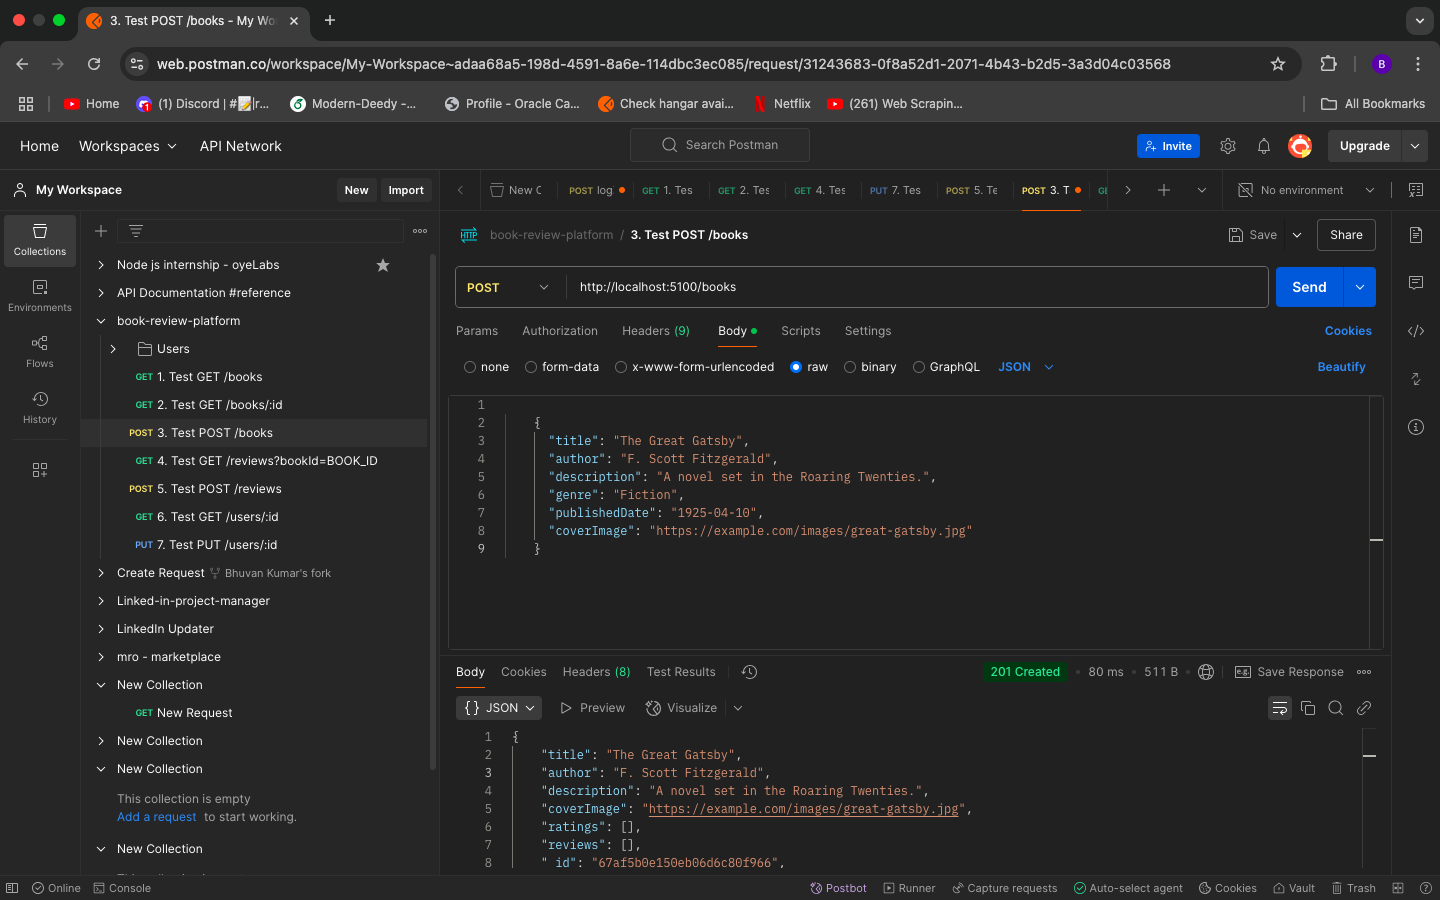 3. Test POST /books - My Wo
web.postman.co/workspace/My-Workspace~adaa68a5-198d-4591-8a6e-114dbc3ec085/request/31243683-0f8a52d1-2071-4b43-b2d5-3a3d04c03568
B
Home
(1) Discord | #📝|r...
Modern-Deedy -...
Profile - Oracle Ca...
Check hangar avai...
Netflix
(261) Web Scrapin...
All Bookmarks
Home
Workspaces
API Network
Search Postman
Invite
Upgrade
My Workspace
New
Import
New C
POST log
GET 1. Tes
GET 2. Tes
GET 4. Tes
PUT 7. Tes
POST 5. Te
POST 3. T
No environment
Collections
Environments
Flows
History
Node js internship - oyeLabs
API Documentation #reference
book-review-platform
Users
GET 1. Test GET /books
GET 2. Test GET /books/:id
POST 3. Test POST /books
GET 4. Test GET /reviews?bookId=BOOK_ID
POST 5. Test POST /reviews
GET 6. Test GET /users/:id
PUT 7. Test PUT /users/:id
Create Request Bhuvan Kumar's fork
Linked-in-project-manager
LinkedIn Updater
mro - marketplace
New Collection
GET New Request
New Collection
New Collection
This collection is empty
Add a request to start working.
New Collection
HTTP book-review-platform / 3. Test POST /books
Save
Share
POST
http://localhost:5100/books
Send
Params
Authorization
Headers (9)
Body
Scripts
Settings
Cookies
none
form-data
x-www-form-urlencoded
raw
binary
GraphQL
JSON
Beautify
1
2 {
3 "title": "The Great Gatsby",
4 "author": "F. Scott Fitzgerald",
5 "description": "A novel set in the Roaring Twenties.",
6 "genre": "Fiction",
7 "publishedDate": "1925-04-10",
8 "coverImage": "https://example.com/images/great-gatsby.jpg"
9 }
Body
Cookies
Headers (8)
Test Results
201 Created
80 ms
511 B
e.g.
Save Response
{} JSON
Preview
Visualize
1 {
2 "title": "The Great Gatsby",
3 "author": "F. Scott Fitzgerald",
4 "description": "A novel set in the Roaring Twenties.",
5 "coverImage": "https://example.com/images/great-gatsby.jpg",
6 "ratings": [],
7 "reviews": [],
8 "_id": "67af5b0e150eb06d6c80f966",
Online
Console
Postbot
Runner
Capture requests
Auto-select agent
Cookies
Vault
Trash